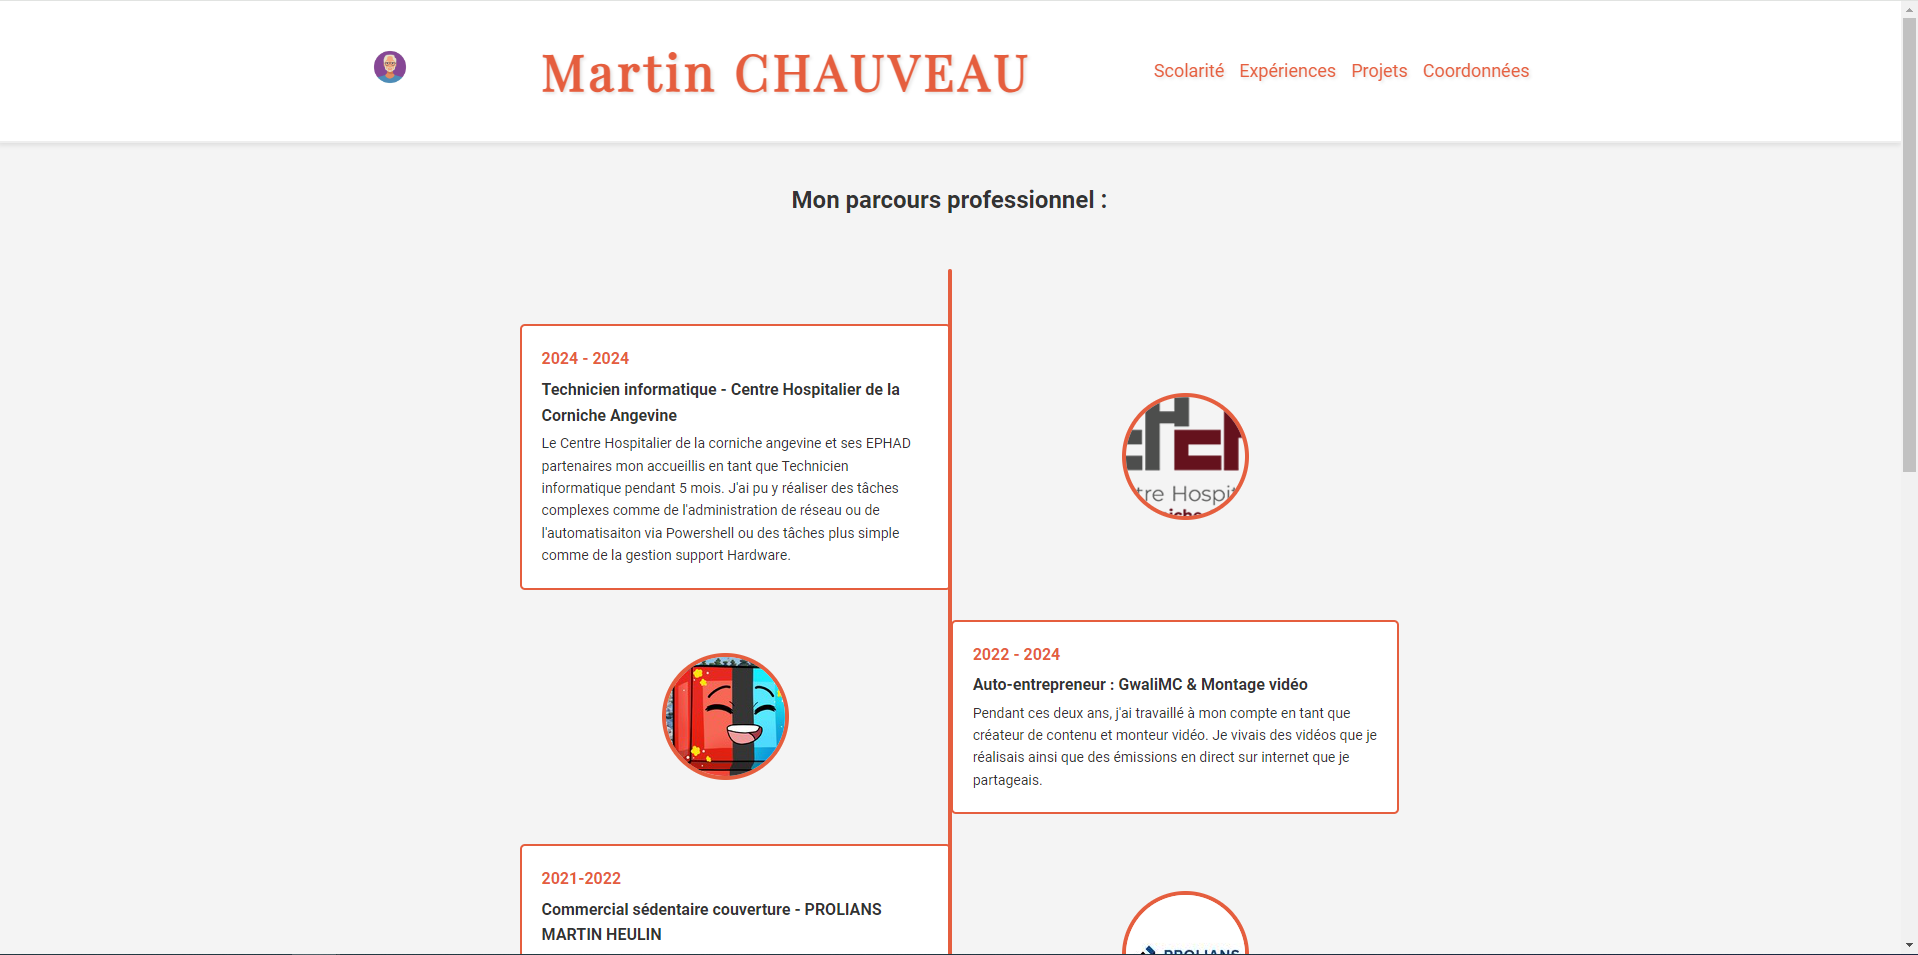 Martin CHAUVEAU
Scolarité Expériences Projets Coordonnées
Mon parcours professionnel :
2024 - 2024
Technicien informatique - Centre Hospitalier de la
Corniche Angevine
Le Centre Hospitalier de la corniche angevine et ses EPHAD
partenaires mon accueillis en tant que Technicien
informatique pendant 5 mois. J'ai pu y réaliser des tâches
complexes comme de l'administration de réseau ou de
l'automatisaiton via Powershell ou des tâches plus simple
comme de la gestion support Hardware.
tre Hospit
iche
2022 - 2024
Auto-entrepreneur : GwaliMC & Montage vidéo
Pendant ces deux ans, j'ai travaillé à mon compte en tant que
créateur de contenu et monteur vidéo. Je vivais des vidéos que je
réalisais ainsi que des émissions en direct sur internet que je
partageais.
2021-2022
Commercial sédentaire couverture - PROLIANS
MARTIN HEULIN
PROLIANS